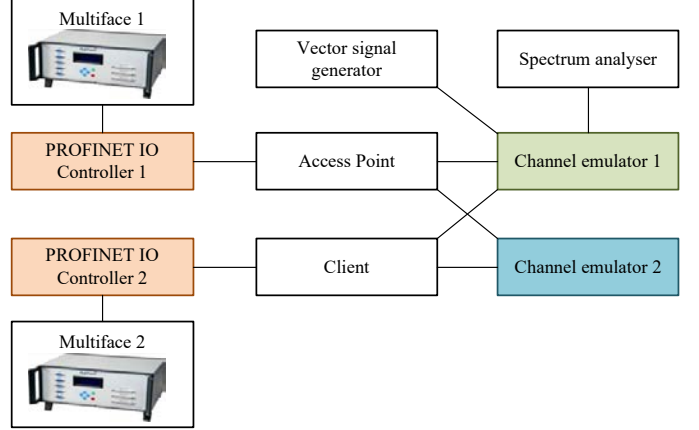 Multiface 1
Vector signal
generator
Spectrum analyser
PROFINET IO
Controller 1
Access Point
Channel emulator 1
PROFINET IO
Controller 2
Client
Channel emulator 2
Multiface 2